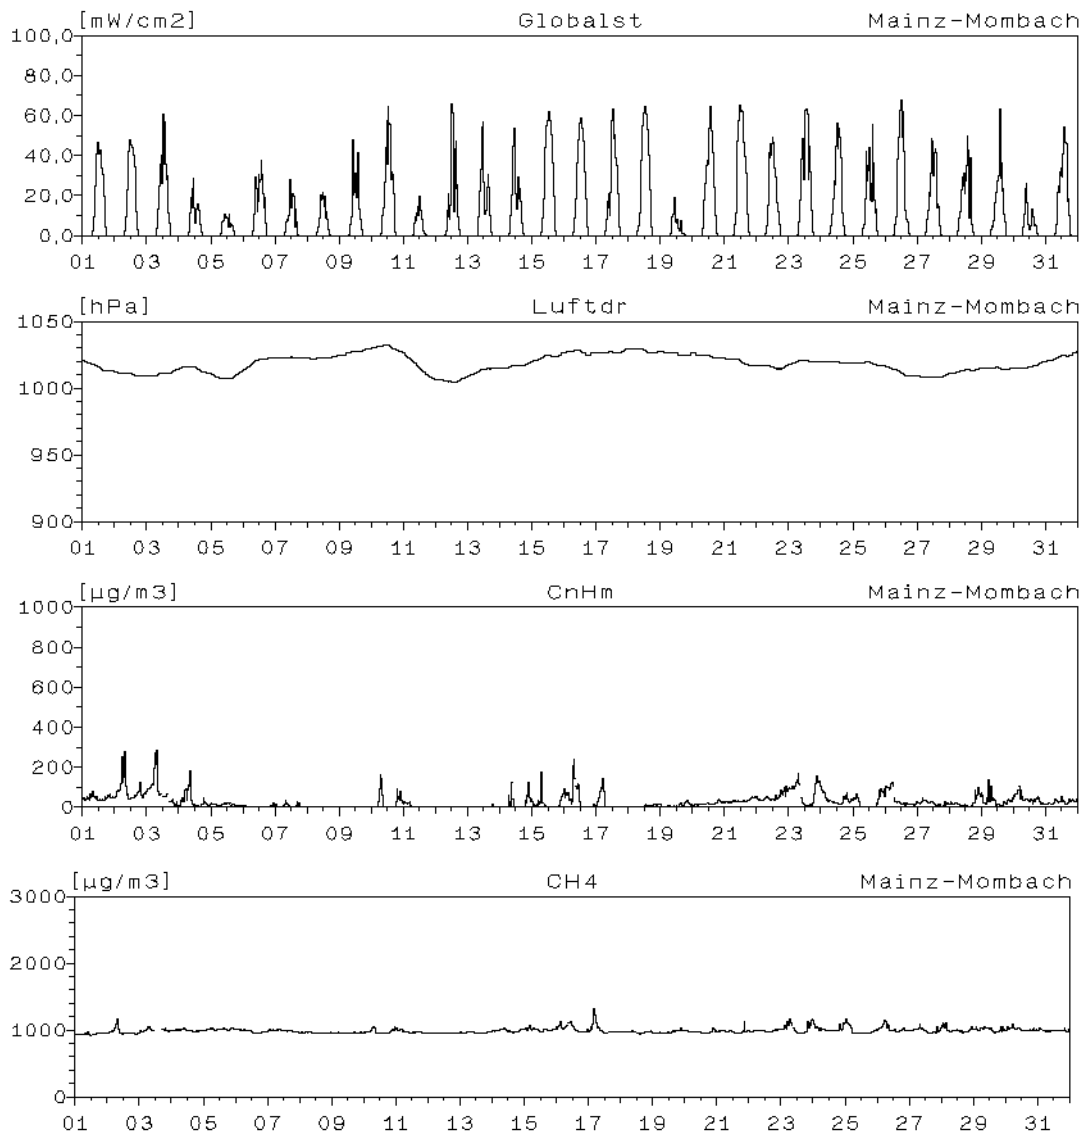 [mW/cm2] Globalst Mainz-Mombach
100,0
80,0
60,0
40,0
20,0
0,0
01 03 05 07 09 11 13 15 17 19 21 23 25 27 29 31
[hPa] Luftdr Mainz-Mombach
1050
1000
950
900
01 03 05 07 09 11 13 15 17 19 21 23 25 27 29 31
[µg/m3] CnHm Mainz-Mombach
1000
800
600
400
200
0
01 03 05 07 09 11 13 15 17 19 21 23 25 27 29 31
[µg/m3] CH4 Mainz-Mombach
3000
2000
1000
0
01 03 05 07 09 11 13 15 17 19 21 23 25 27 29 31